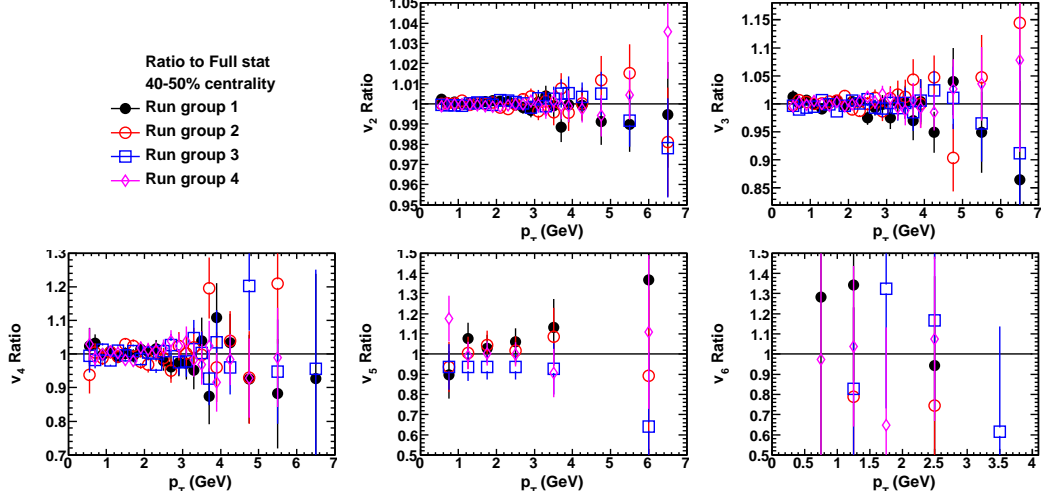 Ratio to Full stat
40-50% centrality
Run group 1
Run group 2
Run group 3
Run group 4
v2 Ratio
1.05
1.04
1.03
1.02
1.01
1
0.99
0.98
0.97
0.96
0.95
0 1 2 3 4 5 6 7
pT (GeV)
v3 Ratio
1.15
1.1
1.05
1
0.95
0.9
0.85
0 1 2 3 4 5 6 7
pT (GeV)
v4 Ratio
1.3
1.2
1.1
1
0.9
0.8
0.7
0 1 2 3 4 5 6 7
pT (GeV)
v5 Ratio
1.5
1.4
1.3
1.2
1.1
1
0.9
0.8
0.7
0.6
0.5
0 1 2 3 4 5 6 7
pT (GeV)
v6 Ratio
1.5
1.4
1.3
1.2
1.1
1
0.9
0.8
0.7
0.6
0.5
0 0.5 1 1.5 2 2.5 3 3.5 4
pT (GeV)